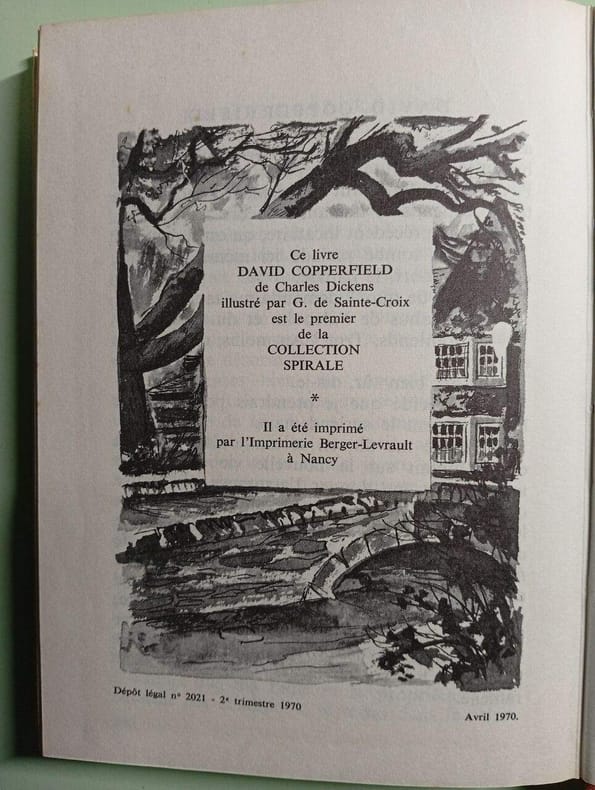 Ce livre
DAVID COPPERFIELD
de Charles Dickens
illustré par G. de Sainte-Croix
est le premier
de la
COLLECTION
SPIRALE
*
Il a été imprimé
par l'Imprimerie Berger-Levrault
à Nancy
Dépôt légal nº 2021 - 2e trimestre 1970
Avril 1970.